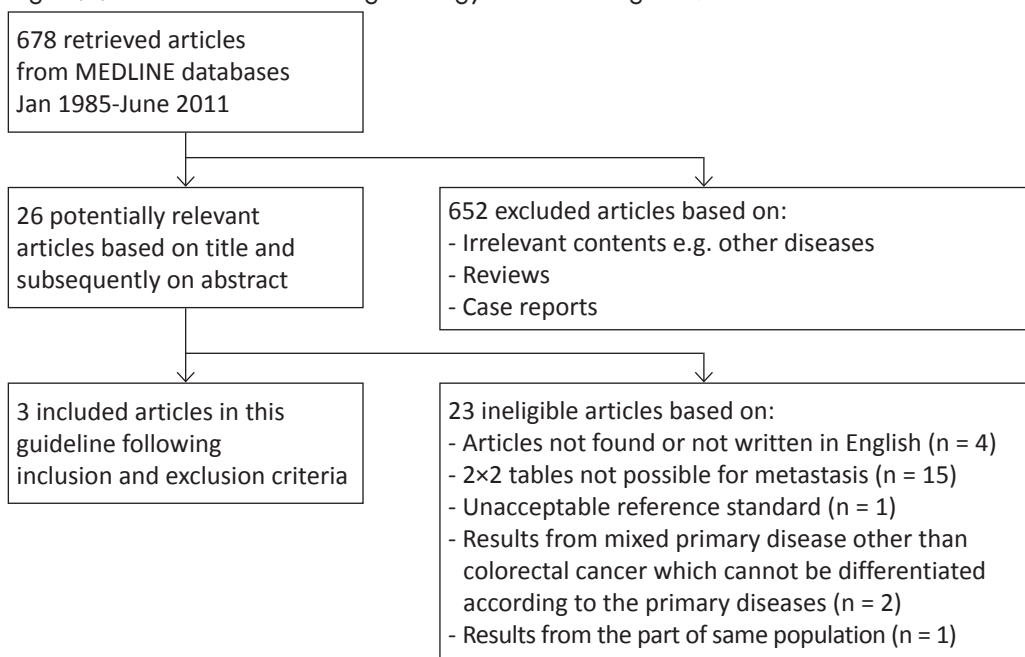 678 retrieved articles
from MEDLINE databases
Jan 1985-June 2011
26 potentially relevant
articles based on title and
subsequently on abstract
652 excluded articles based on:
- Irrelevant contents e.g. other diseases
- Reviews
- Case reports
3 included articles in this
guideline following
inclusion and exclusion criteria
23 ineligible articles based on:
- Articles not found or not written in English (n = 4)
- 2×2 tables not possible for metastasis (n = 15)
- Unacceptable reference standard (n = 1)
- Results from mixed primary disease other than
colorectal cancer which cannot be differentiated
according to the primary diseases (n = 2)
- Results from the part of same population (n = 1)